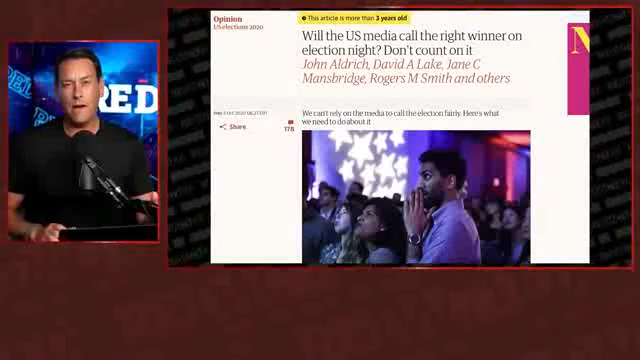 Opinion
US elections 2020
This article is more than 3 years old
Will the US media call the right winner on
election night? Don't count on it
John Aldrich, David A Lake, Jane C
Mansbridge, Rogers M Smith and others
Share
178
We can't rely on the media to call the election fairly. Here's what
we need to do about it
N
RED